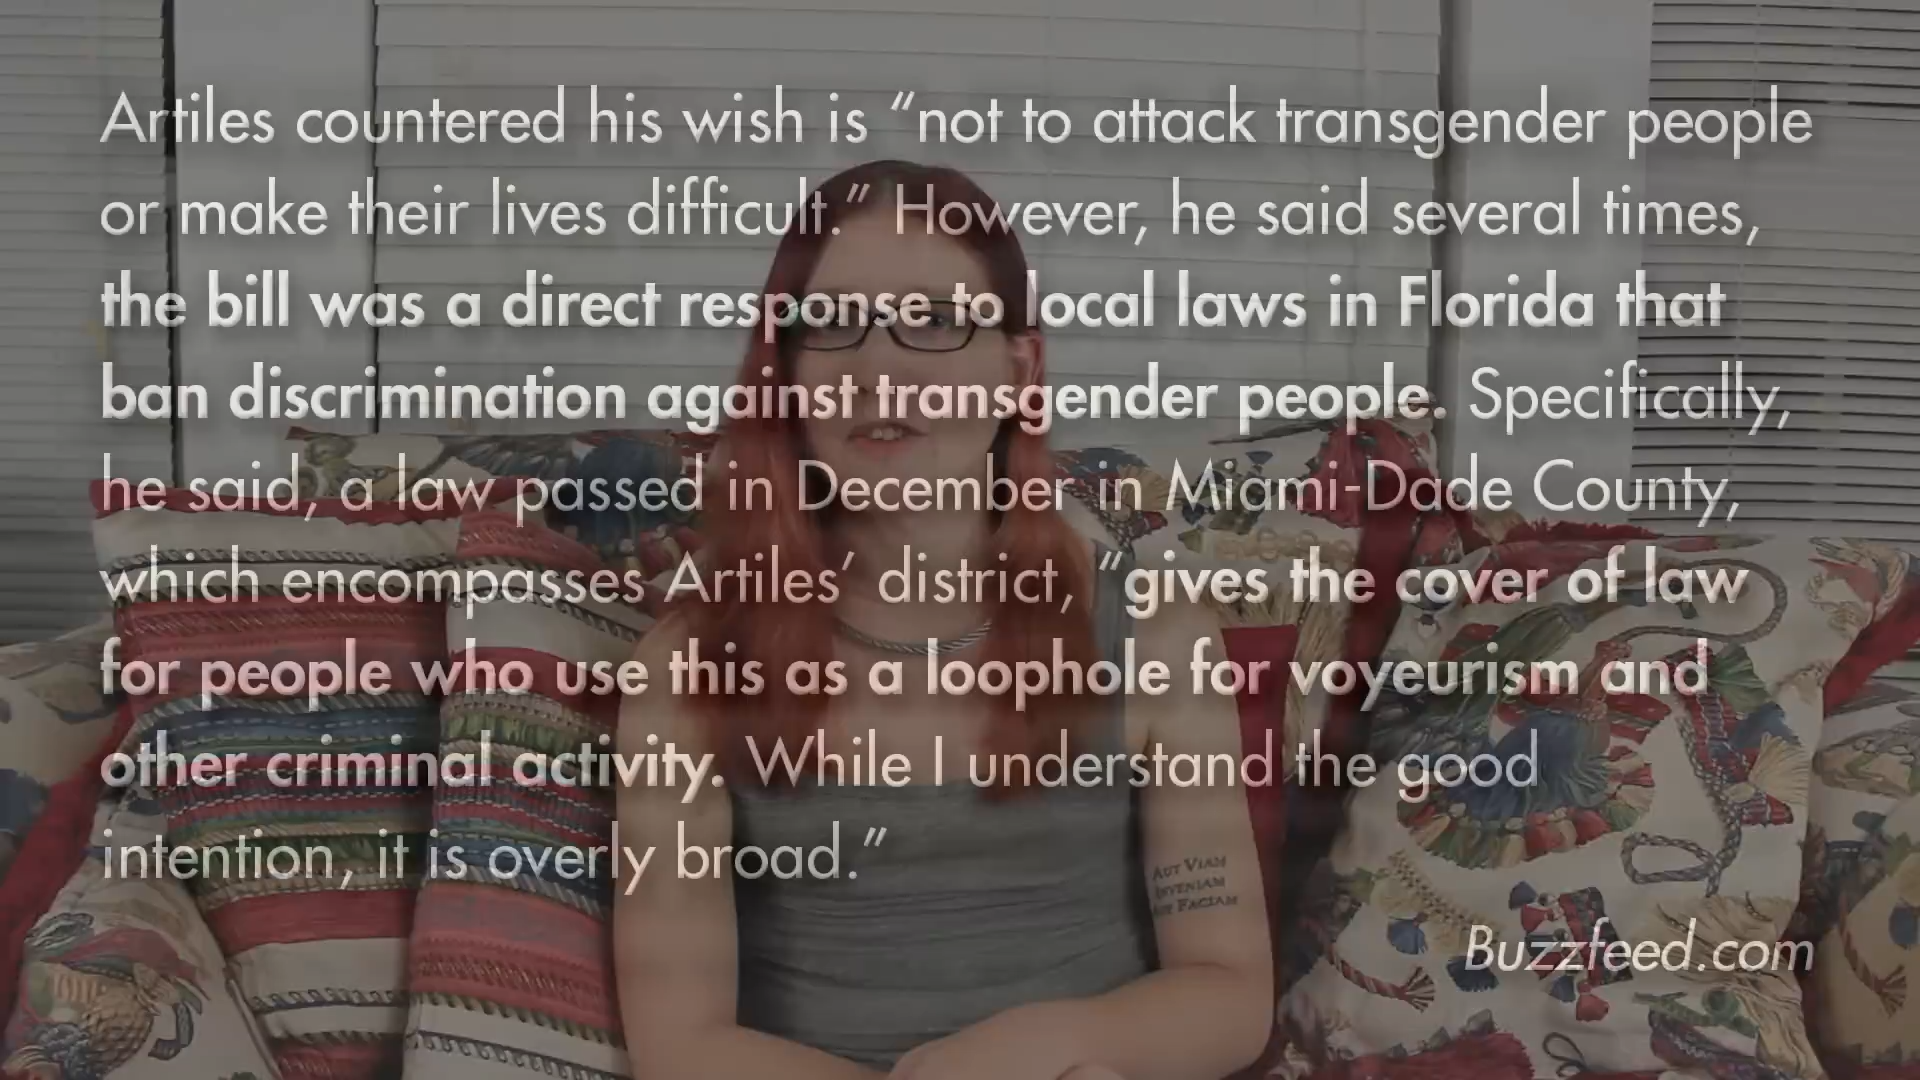 Artiles countered his wish is “not to attack transgender people
or make their lives difficult.” However, he said several times,
the bill was a direct response to local laws in Florida that
ban discrimination against transgender people. Specifically,
he said, a law passed in December in Miami-Dade County,
which encompasses Artiles’ district, “gives the cover of law
for people who use this as a loophole for voyeurism and
other criminal activity. While I understand the good
intention, it is overly broad.”
AUT VIAM
INVENIAM
AUT FACIAM
Buzzfeed.com